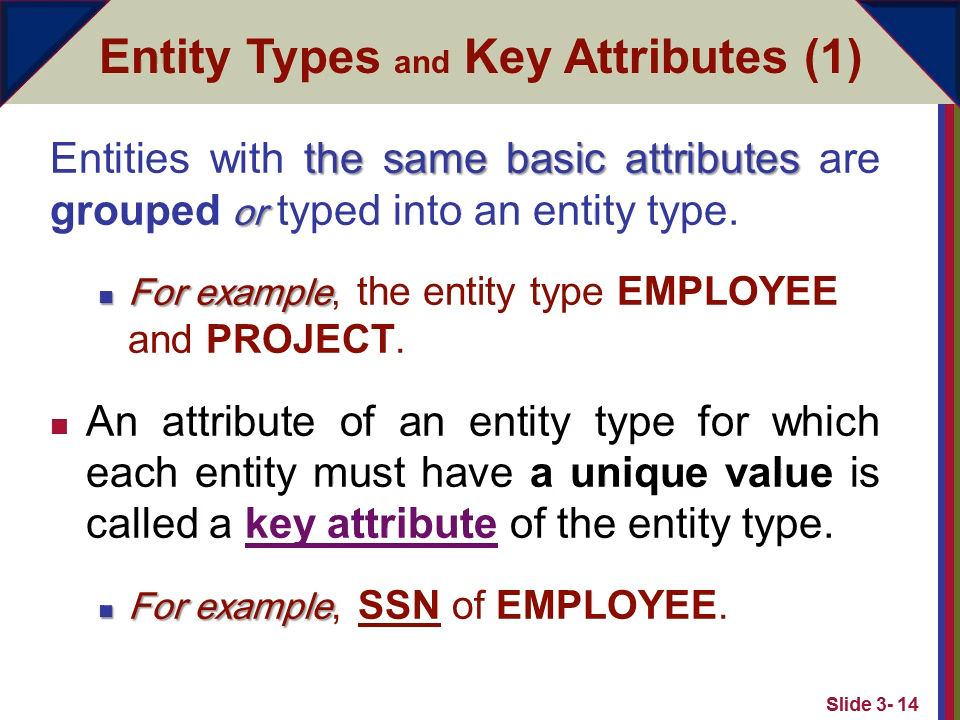 Entity Types and Key Attributes (1)
Entities with the same basic attributes are
grouped or typed into an entity type.
For example, the entity type EMPLOYEE
and PROJECT.
An attribute of an entity type for which
each entity must have a unique value is
called a key attribute of the entity type.
For example, SSN of EMPLOYEE.
Slide 3- 14